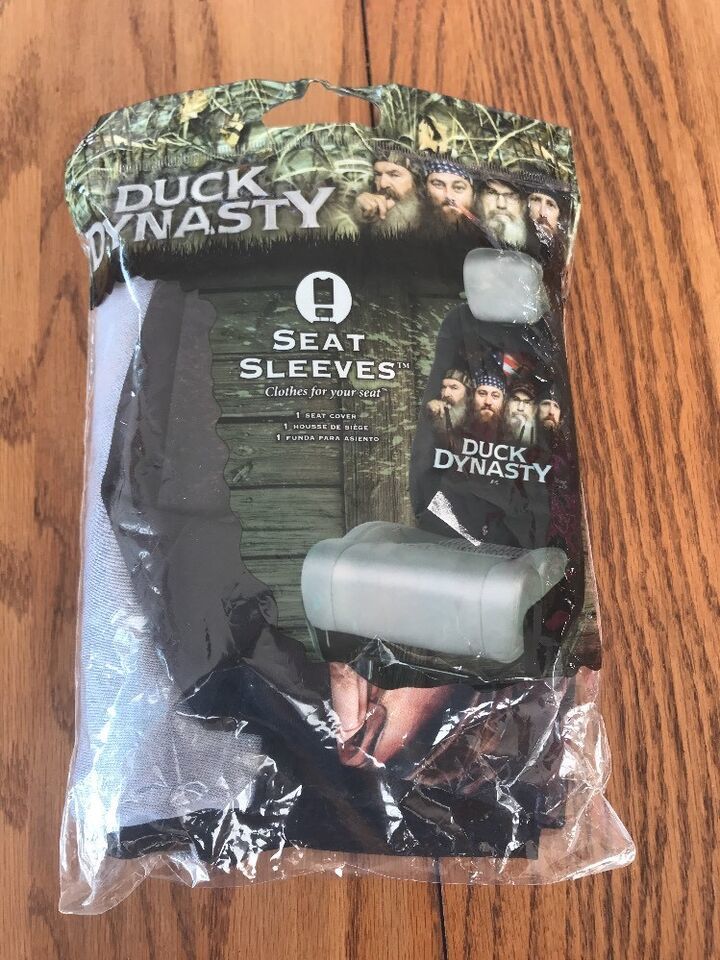 DUCK
DYNASTY
SEAT
SLEEVES™
Clothes for your seat™
1 SEAT COVER
1 HOUSSE DE SIÈGE
1 FUNDA PARA ASIENTO
DUCK
DYNASTY